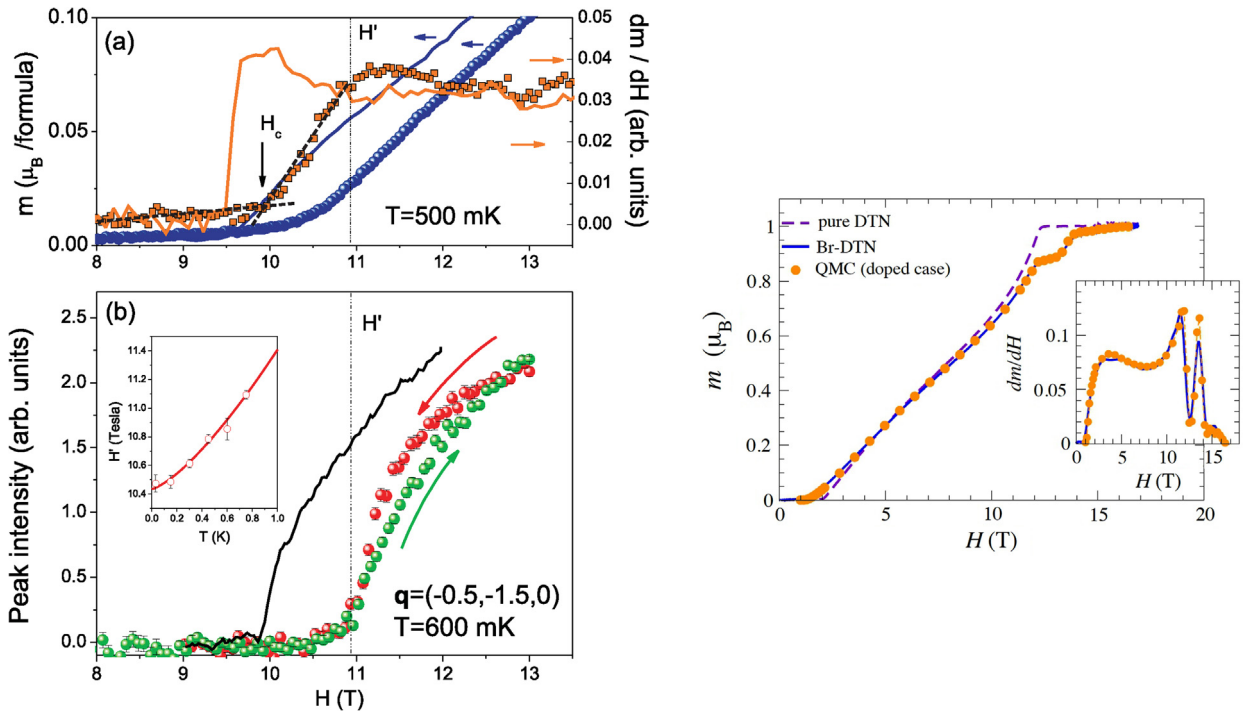 (a)
H'
H_c
T=500 mK
m (μ_B /formula)
0.10
0.05
0.00
dm / dH (arb. units)
0.05
0.04
0.03
0.02
0.01
0.00
8 9 10 11 12 13
(b)
H'
Peak intensity (arb. units)
2.5
2.0
1.5
1.0
0.5
0.0
H' (Tesla)
11.4
11.2
11.0
10.8
10.6
10.4
0.0 0.2 0.4 0.6 0.8 1.0
T (K)
q=(-0.5,-1.5,0)
T=600 mK
8 9 10 11 12 13
H (T)
pure DTN
Br-DTN
QMC (doped case)
m (μ_B)
1
0.8
0.6
0.4
0.2
0
0 5 10 15 20
H (T)
dm/dH
0.1
0.05
0
0 5 10 15
H (T)